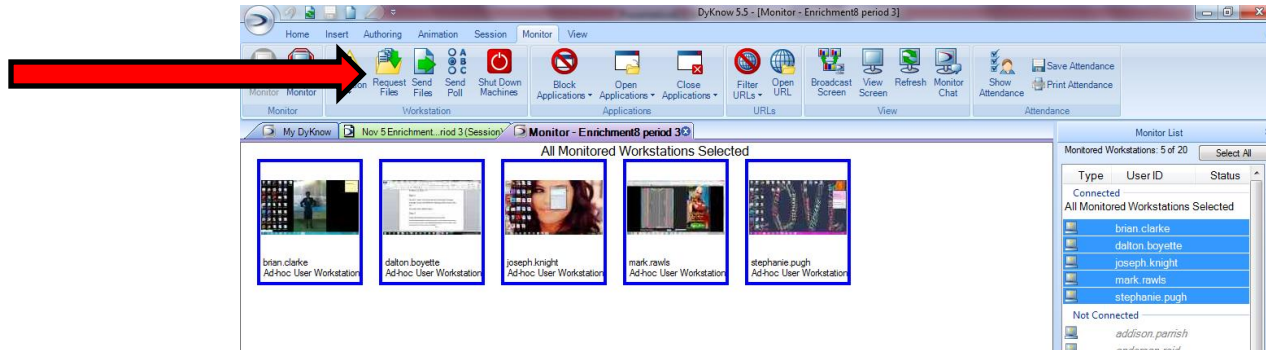 DyKnow 5.5 - [Monitor - Enrichment8 period 3]
Home Insert Authoring Animation Session Monitor View
Monitor Monitor
Request Files
Send Files
Send Poll
Shut Down Machines
Block Applications
Open Applications
Close Applications
Filter URLs
Open URL
Broadcast Screen
View Screen
Refresh
Monitor Chat
Show Attendance
Save Attendance
Print Attendance
Monitor Workstation Applications URLs View Attendance
My DyKnow Nov 5 Enrichment...riod 3 (Session) Monitor - Enrichment8 period 3
All Monitored Workstations Selected
brian.clarke
Ad-hoc User Workstation
dalton.boyette
Ad-hoc User Workstation
joseph.knight
Ad-hoc User Workstation
mark.rawls
Ad-hoc User Workstation
stephanie.pugh
Ad-hoc User Workstation
Monitor List
Monitored Workstations: 5 of 20 Select All
Type User ID Status
Connected
All Monitored Workstations Selected
brian.clarke
dalton.boyette
joseph.knight
mark.rawls
stephanie.pugh
Not Connected
addison.parrish